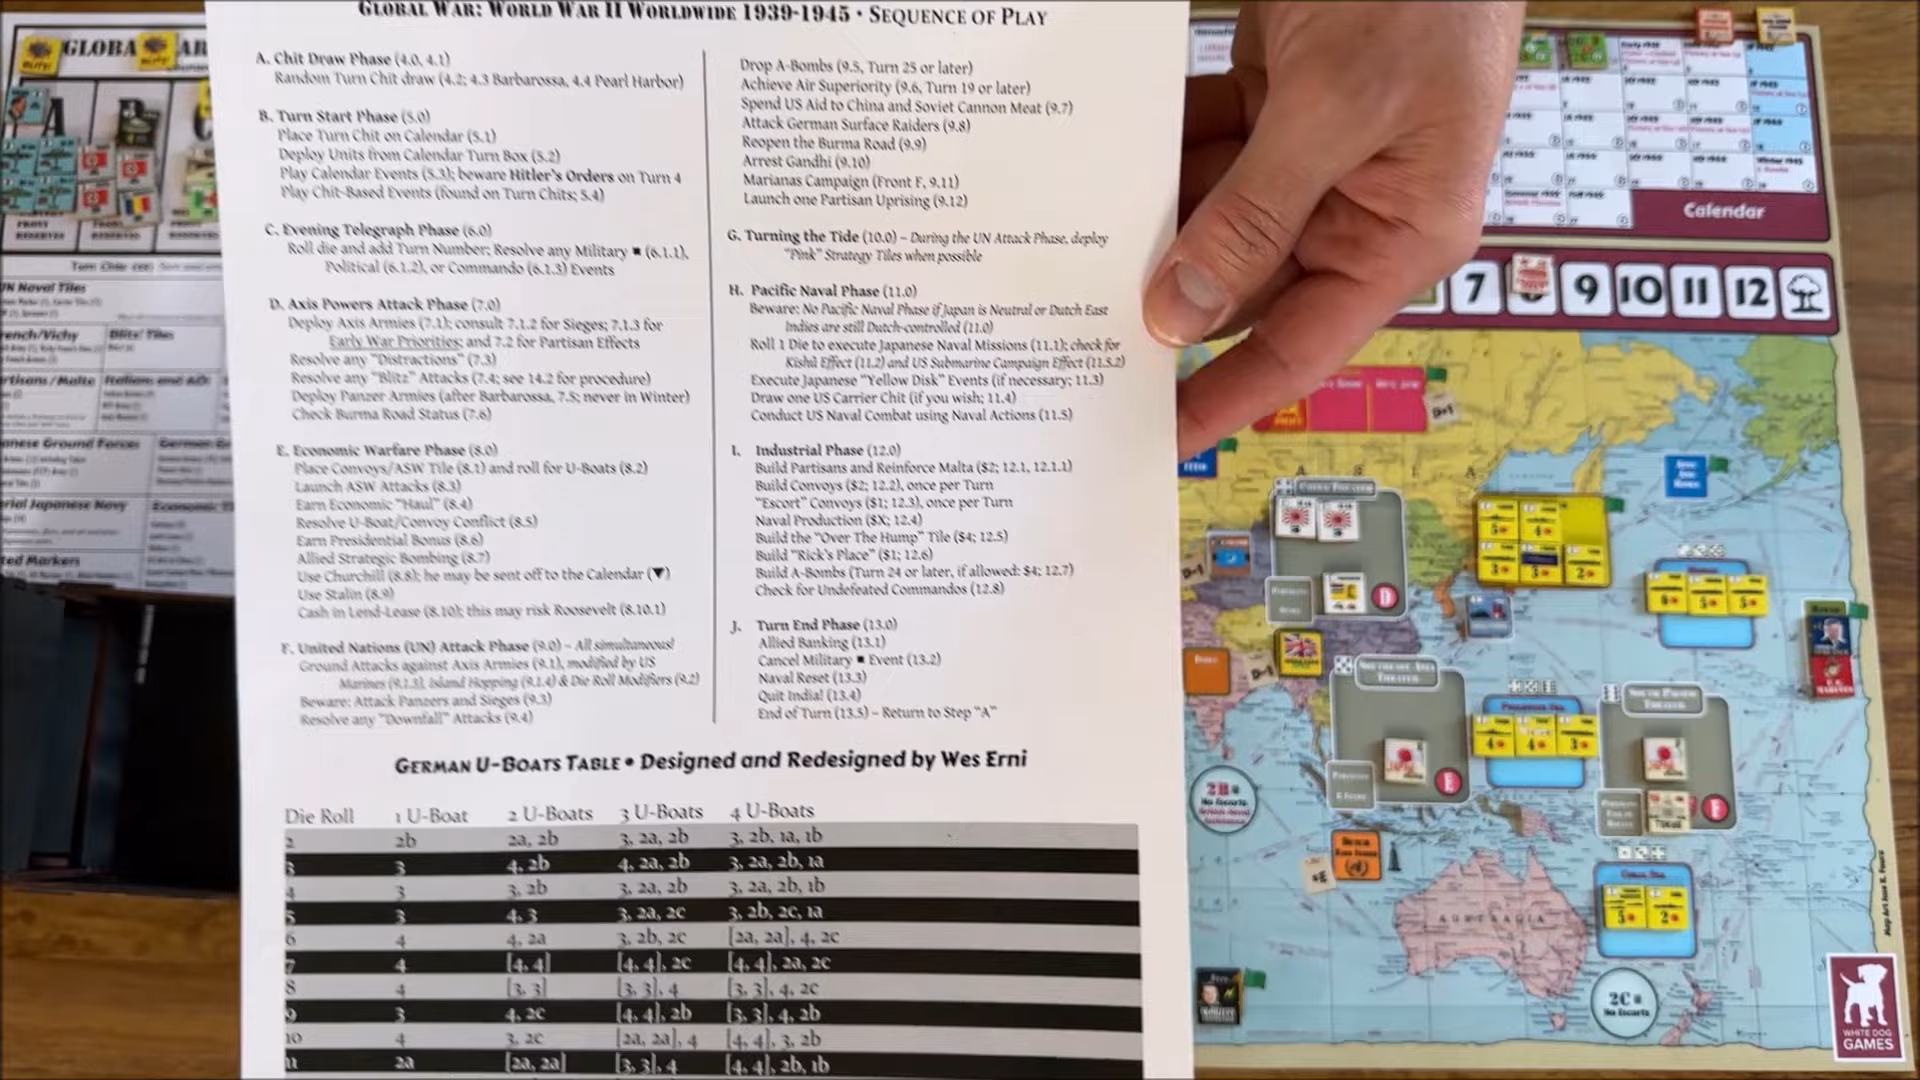 GLOBAL WAR: WORLD WAR II WORLDWIDE 1939-1945 • SEQUENCE OF PLAY
A. Chit Draw Phase (4.0, 4.1)
Random Turn Chit draw (4.2; 4.3 Barbarossa, 4.4 Pearl Harbor)
B. Turn Start Phase (5.0)
Place Turn Chit on Calendar (5.1)
Deploy Units from Calendar Turn Box (5.2)
Play Calendar Events (5.3); beware Hitler's Orders on Turn 4
Play Chit-Based Events (found on Turn Chits; 5.4)
C. Evening Telegraph Phase (6.0)
Roll die and add Turn Number; Resolve any Military ■ (6.1.1),
Political (6.1.2), or Commando (6.1.3) Events
D. Axis Powers Attack Phase (7.0)
Deploy Axis Armies (7.1); consult 7.1.2 for Sieges; 7.1.3 for
Early War Priorities; and 7.2 for Partisan Effects
Resolve any "Distractions" (7.3)
Resolve any "Blitz" Attacks (7.4; see 14.2 for procedure)
Deploy Panzer Armies (after Barbarossa, 7.5; never in Winter)
Check Burma Road Status (7.6)
E. Economic Warfare Phase (8.0)
Place Convoys/ASW Tile (8.1) and roll for U-Boats (8.2)
Launch ASW Attacks (8.3)
Earn Economic "Haul" (8.4)
Resolve U-Boat/Convoy Conflict (8.5)
Earn Presidential Bonus (8.6)
Allied Strategic Bombing (8.7)
Use Churchill (8.8); he may be sent off to the Calendar (▼)
Use Stalin (8.9)
Cash in Lend-Lease (8.10); this may risk Roosevelt (8.10.1)
F. United Nations (UN) Attack Phase (9.0) – All simultaneous!
Ground Attacks against Axis Armies (9.1), modified by US
Marines (9.1.3), Island Hopping (9.1.4) & Die Roll Modifiers (9.2)
Beware: Attack Panzers and Sieges (9.3)
Resolve any "Downfall" Attacks (9.4)
Drop A-Bombs (9.5, Turn 25 or later)
Achieve Air Superiority (9.6, Turn 19 or later)
Spend US Aid to China and Soviet Cannon Meat (9.7)
Attack German Surface Raiders (9.8)
Reopen the Burma Road (9.9)
Arrest Gandhi (9.10)
Marianas Campaign (Front F, 9.11)
Launch one Partisan Uprising (9.12)
G. Turning the Tide (10.0) – During the UN Attack Phase, deploy
"Pink" Strategy Tiles when possible
H. Pacific Naval Phase (11.0)
Beware: No Pacific Naval Phase if Japan is Neutral or Dutch East
Indies are still Dutch-controlled (11.0)
Roll 1 Die to execute Japanese Naval Missions (11.1); check for
Kishū Effect (11.2) and US Submarine Campaign Effect (11.5.2)
Execute Japanese "Yellow Disk" Events (if necessary; 11.3)
Draw one US Carrier Chit (if you wish; 11.4)
Conduct US Naval Combat using Naval Actions (11.5)
I. Industrial Phase (12.0)
Build Partisans and Reinforce Malta ($2; 12.1, 12.1.1)
Build Convoys ($2; 12.2), once per Turn
"Escort" Convoys ($1; 12.3), once per Turn
Naval Production ($X; 12.4)
Build the "Over The Hump" Tile ($4; 12.5)
Build "Rick's Place" ($1; 12.6)
Build A-Bombs (Turn 24 or later, if allowed: $4; 12.7)
Check for Undefeated Commandos (12.8)
J. Turn End Phase (13.0)
Allied Banking (13.1)
Cancel Military ■ Event (13.2)
Naval Reset (13.3)
Quit India! (13.4)
End of Turn (13.5) – Return to Step "A"
GERMAN U-BOATS TABLE • Designed and Redesigned by Wes Erni
Die Roll 1 U-Boat 2 U-Boats 3 U-Boats 4 U-Boats
2 2b 2a, 2b 3, 2a, 2b 3, 2b, 1a, 1b
3 3 4, 2b 4, 2a, 2b 3, 2a, 2b, 1a
4 3 3, 2b 3, 2a, 2b 3, 2a, 2b, 1b
5 3 4, 3 3, 2a, 2c 3, 2b, 2c, 1a
6 4 4, 2a 3, 2b, 2c [2a, 2a], 4, 2c
7 4 [4, 4] [4, 4], 2c [4, 4], 2a, 2c
8 4 [3, 3] [3, 3], 4 [3, 3], 4, 2c
9 3 4, 2c [4, 4], 2b [3, 3], 4, 2b
10 4 3, 2c [2a, 2a], 4 [4, 4], 3, 2b
11 2a [2a, 2a] [3, 3], 4 [4, 4], 2b, 1b
Calendar
7 9 10 11 12
ASIA
AUSTRALIA
D
E
F
2B
No Escorts
2C
No Escorts
WHITE DOG
GAMES